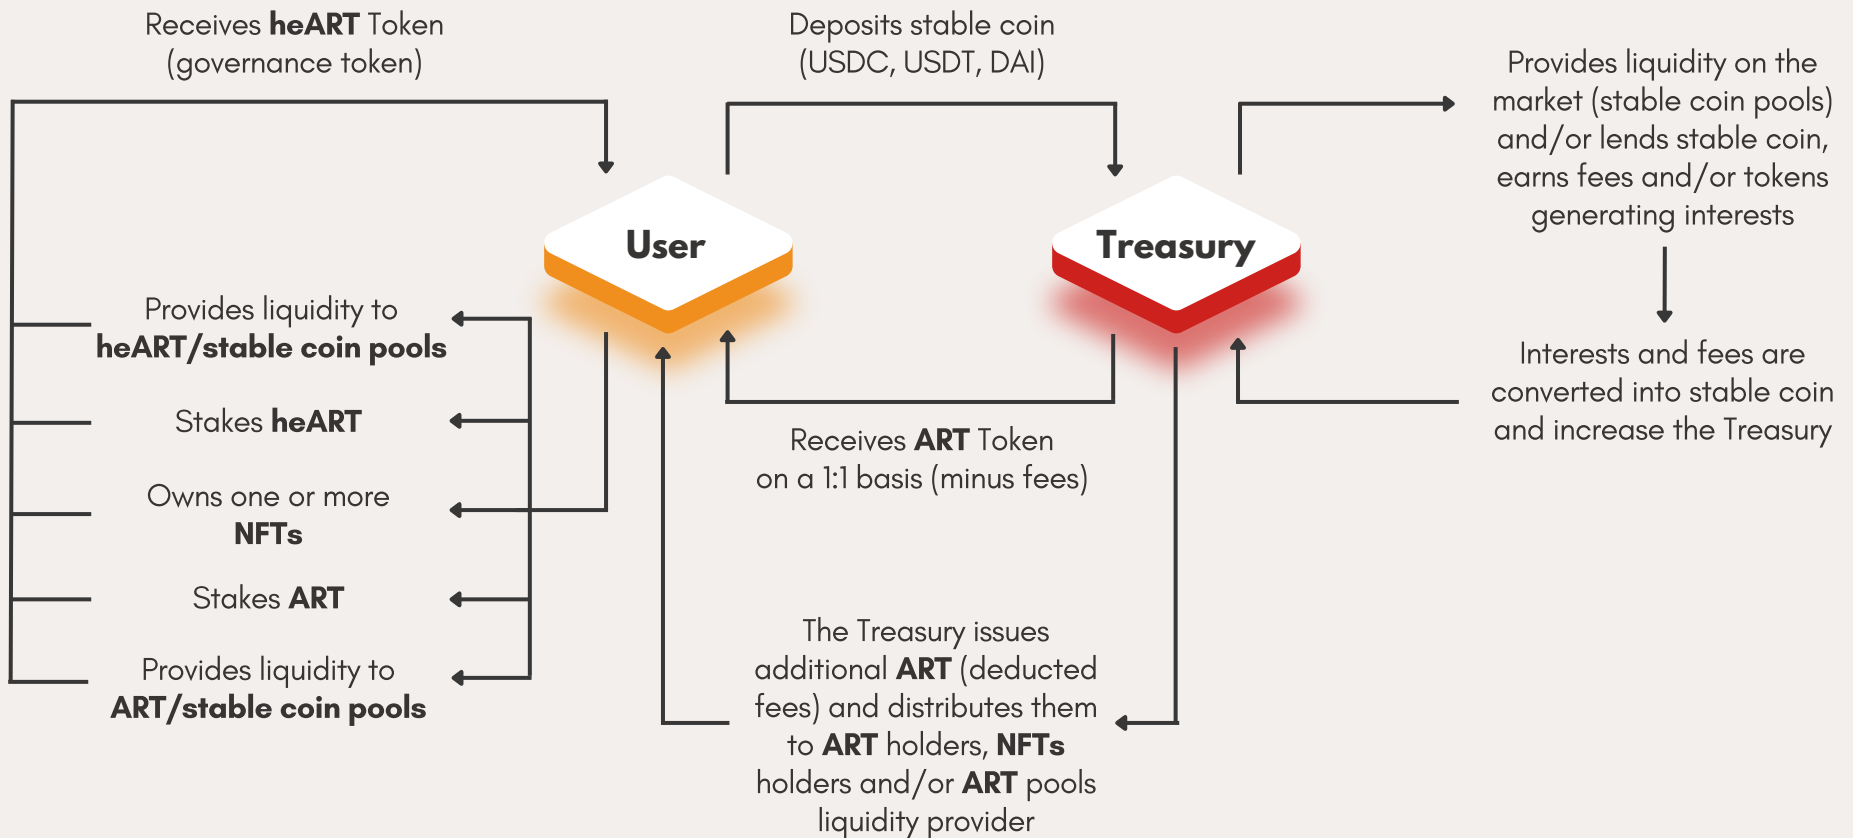 Receives heART Token
(governance token)
Deposits stable coin
(USDC, USDT, DAI)
Provides liquidity on the
market (stable coin pools)
and/or lends stable coin,
earns fees and/or tokens
generating interests
User
Treasury
Provides liquidity to
heART/stable coin pools
Stakes heART
Owns one or more
NFTs
Stakes ART
Provides liquidity to
ART/stable coin pools
Receives ART Token
on a 1:1 basis (minus fees)
Interests and fees are
converted into stable coin
and increase the Treasury
The Treasury issues
additional ART (deducted
fees) and distributes them
to ART holders, NFTs
holders and/or ART pools
liquidity provider